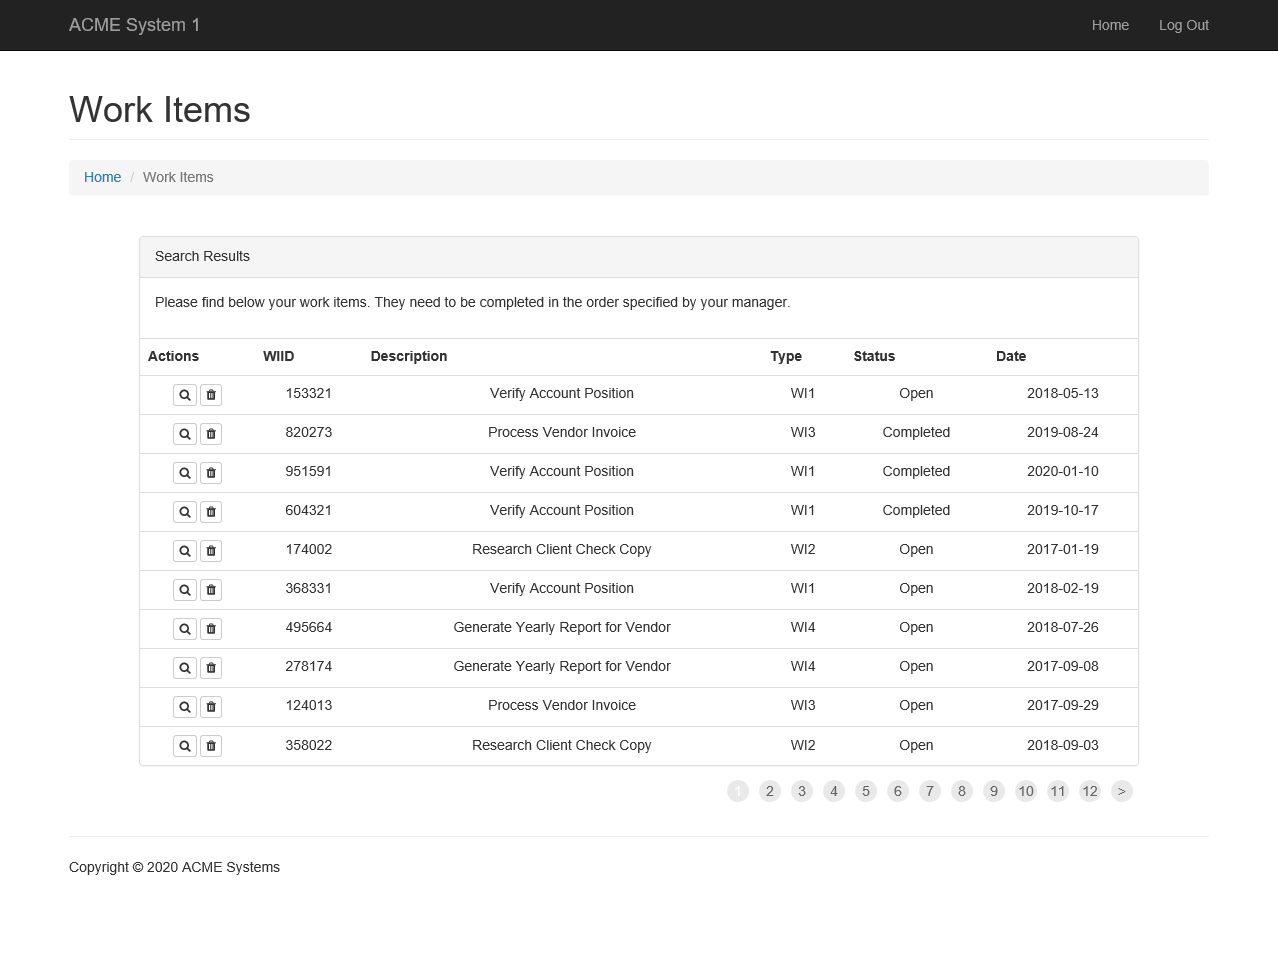 ACME System 1 Home Log Out
Work Items
Home / Work Items
Search Results
Please find below your work items. They need to be completed in the order specified by your manager.
Actions WIID Description Type Status Date
153321 Verify Account Position WI1 Open 2018-05-13
820273 Process Vendor Invoice WI3 Completed 2019-08-24
951591 Verify Account Position WI1 Completed 2020-01-10
604321 Verify Account Position WI1 Completed 2019-10-17
174002 Research Client Check Copy WI2 Open 2017-01-19
368331 Verify Account Position WI1 Open 2018-02-19
495664 Generate Yearly Report for Vendor WI4 Open 2018-07-26
278174 Generate Yearly Report for Vendor WI4 Open 2017-09-08
124013 Process Vendor Invoice WI3 Open 2017-09-29
358022 Research Client Check Copy WI2 Open 2018-09-03
1 2 3 4 5 6 7 8 9 10 11 12 >
Copyright © 2020 ACME Systems